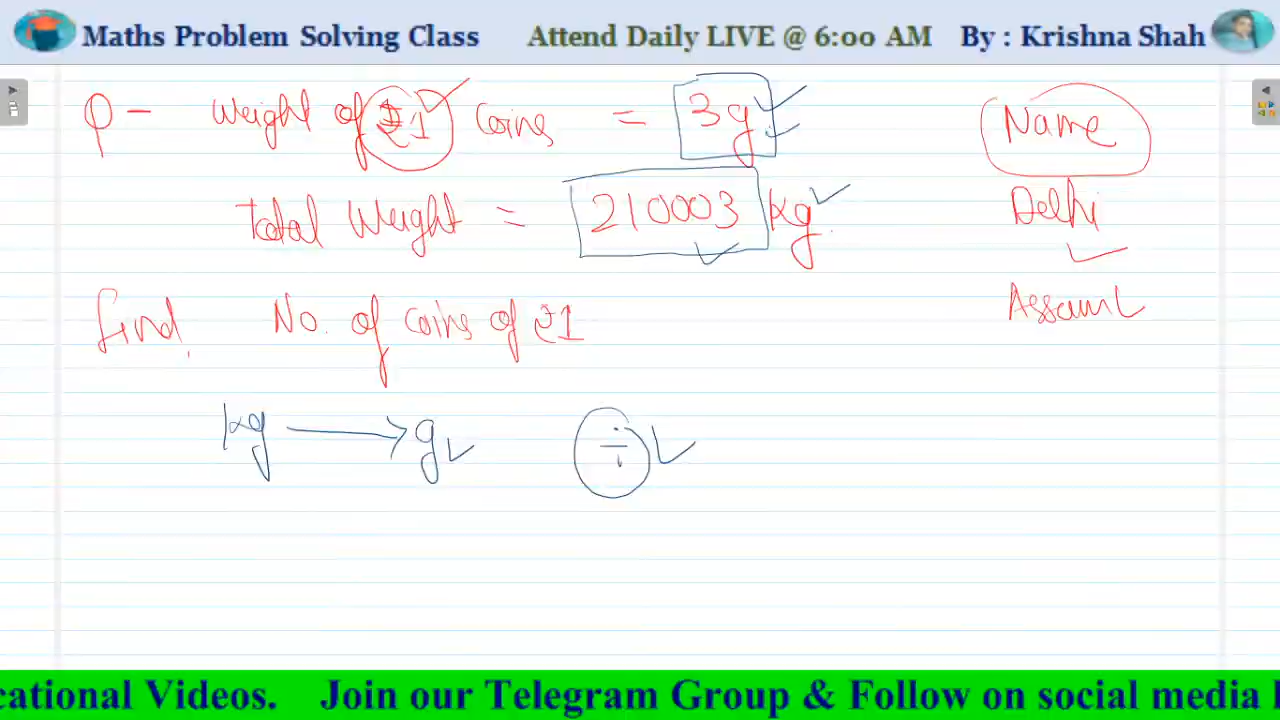 Maths Problem Solving Class Attend Daily LIVE @ 6:00 AM By : Krishna Shah
Q- Weight of ₹1 coins = 3g
Total Weight = 210003 kg
Find No. of coins of ₹1
kg → g ÷
Name
Delhi
Assam
cational Videos. Join our Telegram Group & Follow on social media